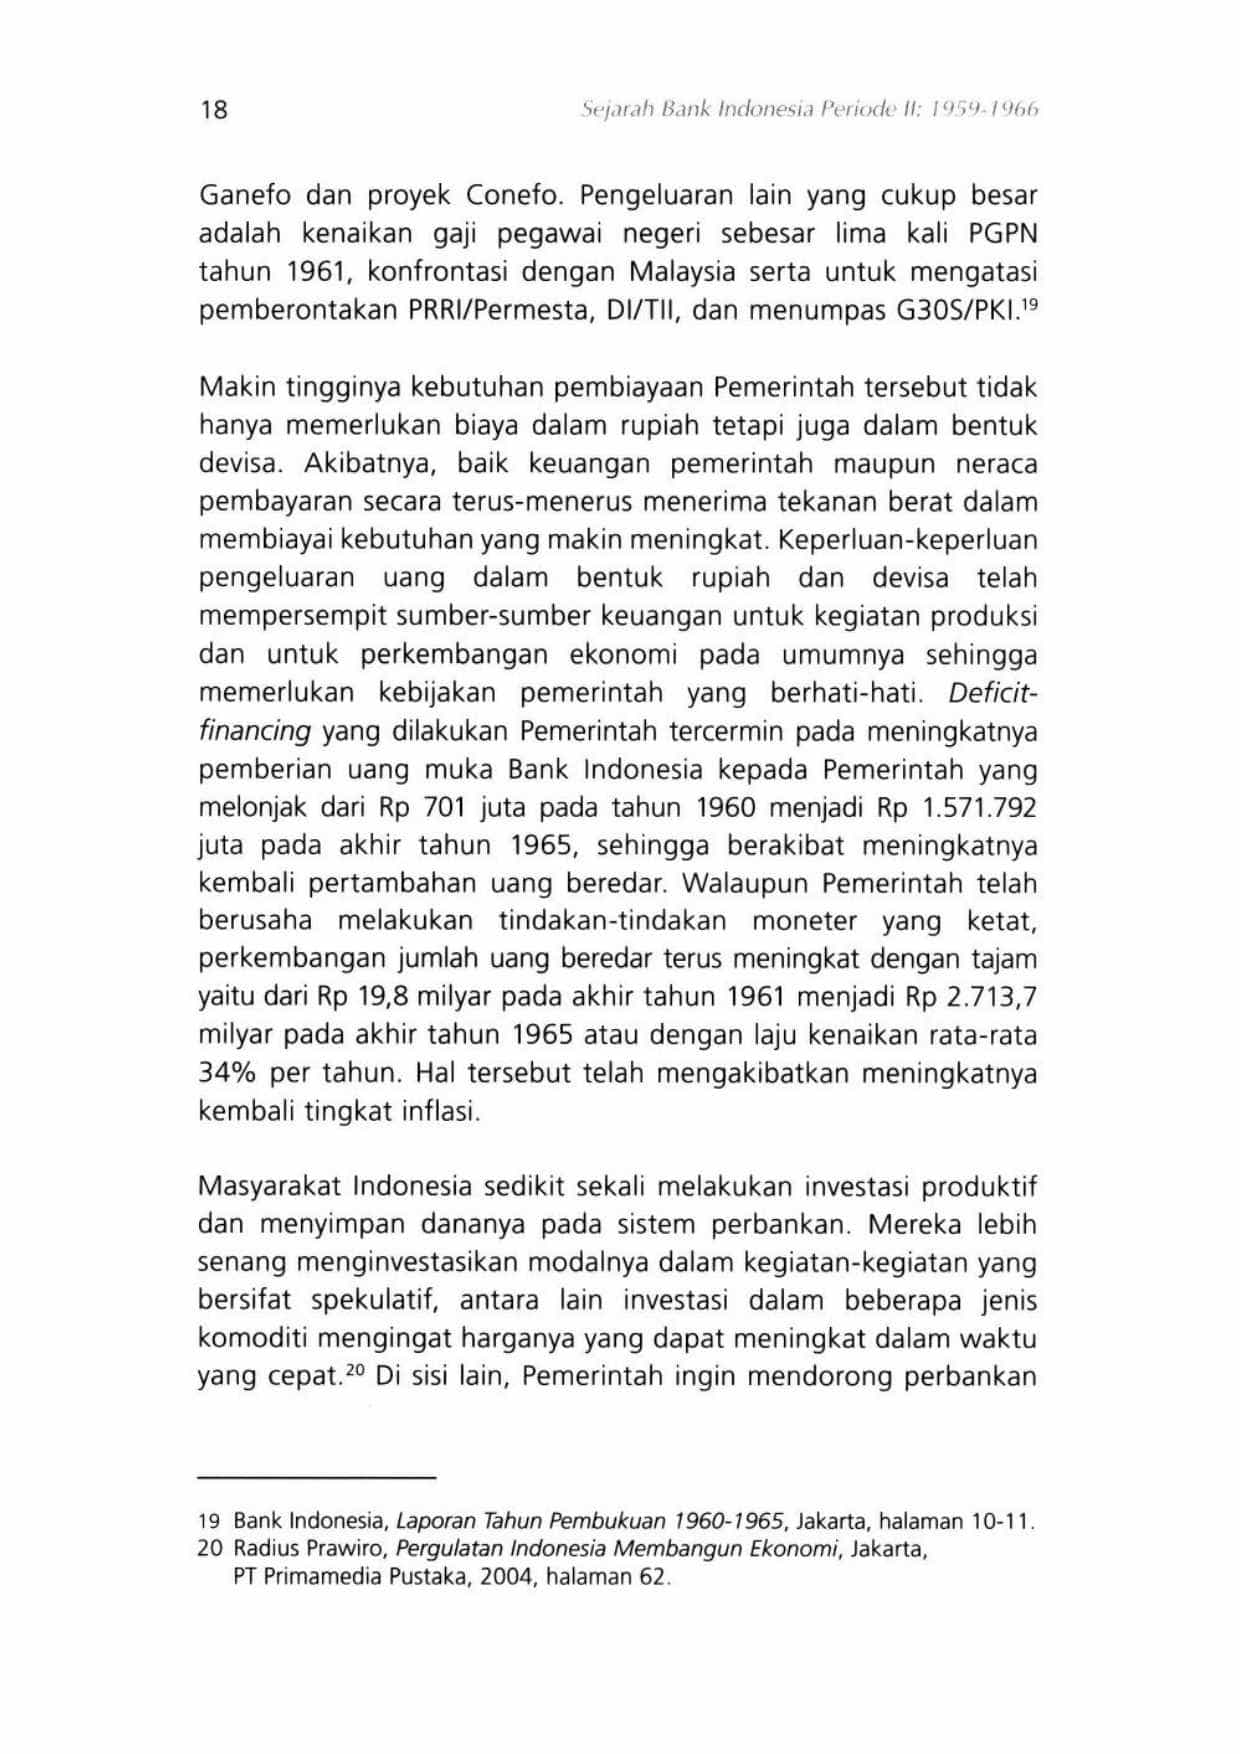 18
Sejarah Bank Indonesia Periode II: 1959-1966
Ganefo dan proyek Conefo. Pengeluaran lain yang cukup besar
adalah kenaikan gaji pegawai negeri sebesar lima kali PGPN
tahun 1961, konfrontasi dengan Malaysia serta untuk mengatasi
pemberontakan PRRI/Permesta, DI/TII, dan menumpas G30S/PKI.¹⁹
Makin tingginya kebutuhan pembiayaan Pemerintah tersebut tidak
hanya memerlukan biaya dalam rupiah tetapi juga dalam bentuk
devisa. Akibatnya, baik keuangan pemerintah maupun neraca
pembayaran secara terus-menerus menerima tekanan berat dalam
membiayai kebutuhan yang makin meningkat. Keperluan-keperluan
pengeluaran uang dalam bentuk rupiah dan devisa telah
mempersempit sumber-sumber keuangan untuk kegiatan produksi
dan untuk perkembangan ekonomi pada umumnya sehingga
memerlukan kebijakan pemerintah yang berhati-hati. Deficit-
financing yang dilakukan Pemerintah tercermin pada meningkatnya
pemberian uang muka Bank Indonesia kepada Pemerintah yang
melonjak dari Rp 701 juta pada tahun 1960 menjadi Rp 1.571.792
juta pada akhir tahun 1965, sehingga berakibat meningkatnya
kembali pertambahan uang beredar. Walaupun Pemerintah telah
berusaha melakukan tindakan-tindakan moneter yang ketat,
perkembangan jumlah uang beredar terus meningkat dengan tajam
yaitu dari Rp 19,8 milyar pada akhir tahun 1961 menjadi Rp 2.713,7
milyar pada akhir tahun 1965 atau dengan laju kenaikan rata-rata
34% per tahun. Hal tersebut telah mengakibatkan meningkatnya
kembali tingkat inflasi.
Masyarakat Indonesia sedikit sekali melakukan investasi produktif
dan menyimpan dananya pada sistem perbankan. Mereka lebih
senang menginvestasikan modalnya dalam kegiatan-kegiatan yang
bersifat spekulatif, antara lain investasi dalam beberapa jenis
komoditi mengingat harganya yang dapat meningkat dalam waktu
yang cepat.²⁰ Di sisi lain, Pemerintah ingin mendorong perbankan
19 Bank Indonesia, Laporan Tahun Pembukuan 1960-1965, Jakarta, halaman 10-11.
20 Radius Prawiro, Pergulatan Indonesia Membangun Ekonomi, Jakarta,
PT Primamedia Pustaka, 2004, halaman 62.